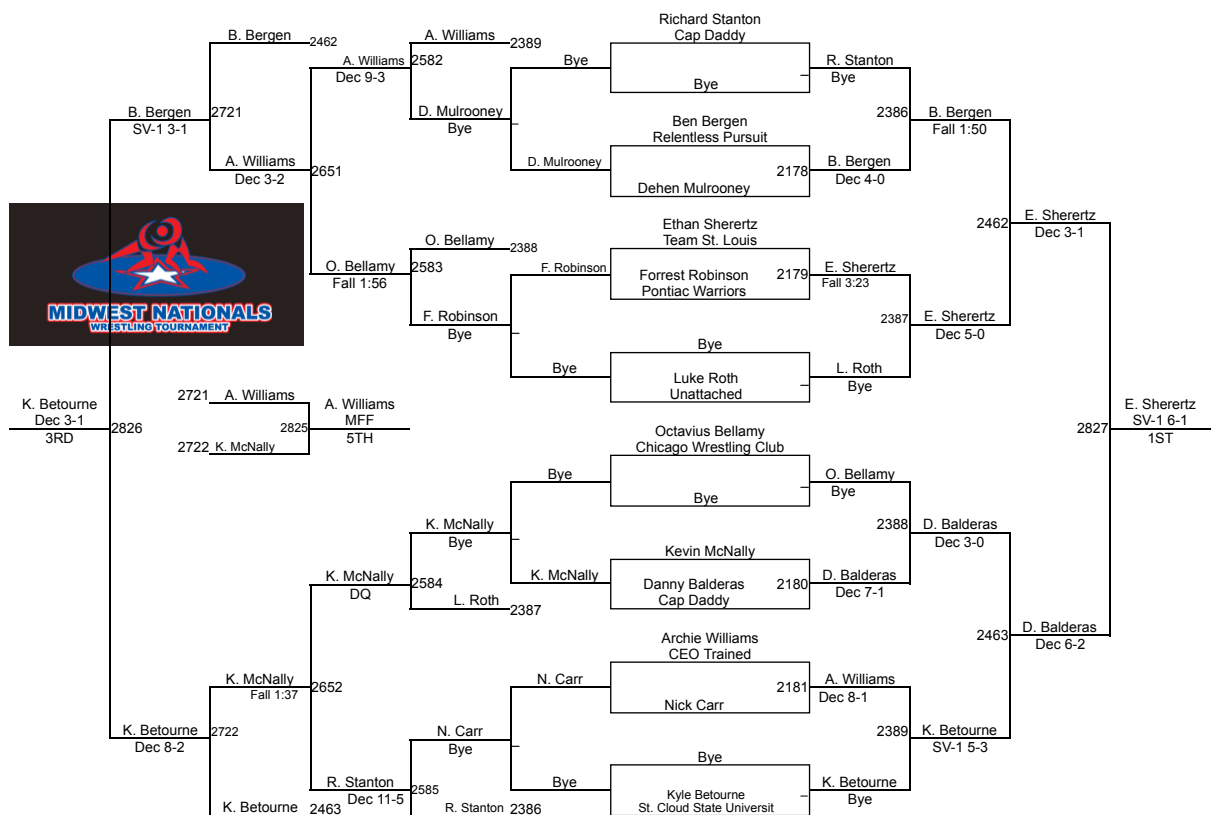 Richard Stanton
Cap Daddy
B. Bergen
2462
A. Williams
2389
A. Williams
2582
Dec 9-3
Bye
Bye
R. Stanton
Bye
B. Bergen
2721
SV-1 3-1
D. Mulrooney
Bye
2386
B. Bergen
Fall 1:50
Ben Bergen
Relentless Pursuit
A. Williams
2651
Dec 3-2
D. Mulrooney
2178
B. Bergen
Dec 4-0
Dehen Mulrooney
Ethan Sherertz
Team St. Louis
2462
E. Sherertz
Dec 3-1
O. Bellamy
2388
O. Bellamy
2583
Fall 1:56
F. Robinson
Forrest Robinson
Pontiac Warriors
2179
E. Sherertz
Fall 3:23
MIDWEST NATIONALS
WRESTLING TOURNAMENT
F. Robinson
Bye
2387
E. Sherertz
Dec 5-0
Bye
Bye
Luke Roth
Unattached
L. Roth
Bye
K. Betourne
Dec 3-1
3RD
2826
2721
A. Williams
2722
K. McNally
2825
A. Williams
MFF
5TH
2827
E. Sherertz
SV-1 6-1
1ST
Octavius Bellamy
Chicago Wrestling Club
Bye
Bye
O. Bellamy
Bye
K. McNally
Bye
2388
D. Balderas
Dec 3-0
Kevin McNally
K. McNally
DQ
2584
K. McNally
Danny Balderas
Cap Daddy
2180
D. Balderas
Dec 7-1
L. Roth
2387
2463
D. Balderas
Dec 6-2
Archie Williams
CEO Trained
K. McNally
Fall 1:37
2652
N. Carr
2181
A. Williams
Dec 8-1
Nick Carr
K. Betourne
2722
Dec 8-2
N. Carr
Bye
2389
K. Betourne
SV-1 5-3
Bye
R. Stanton
2585
Dec 11-5
Bye
Kyle Betourne
St. Cloud State Universit
K. Betourne
Bye
K. Betourne
2463
R. Stanton
2386